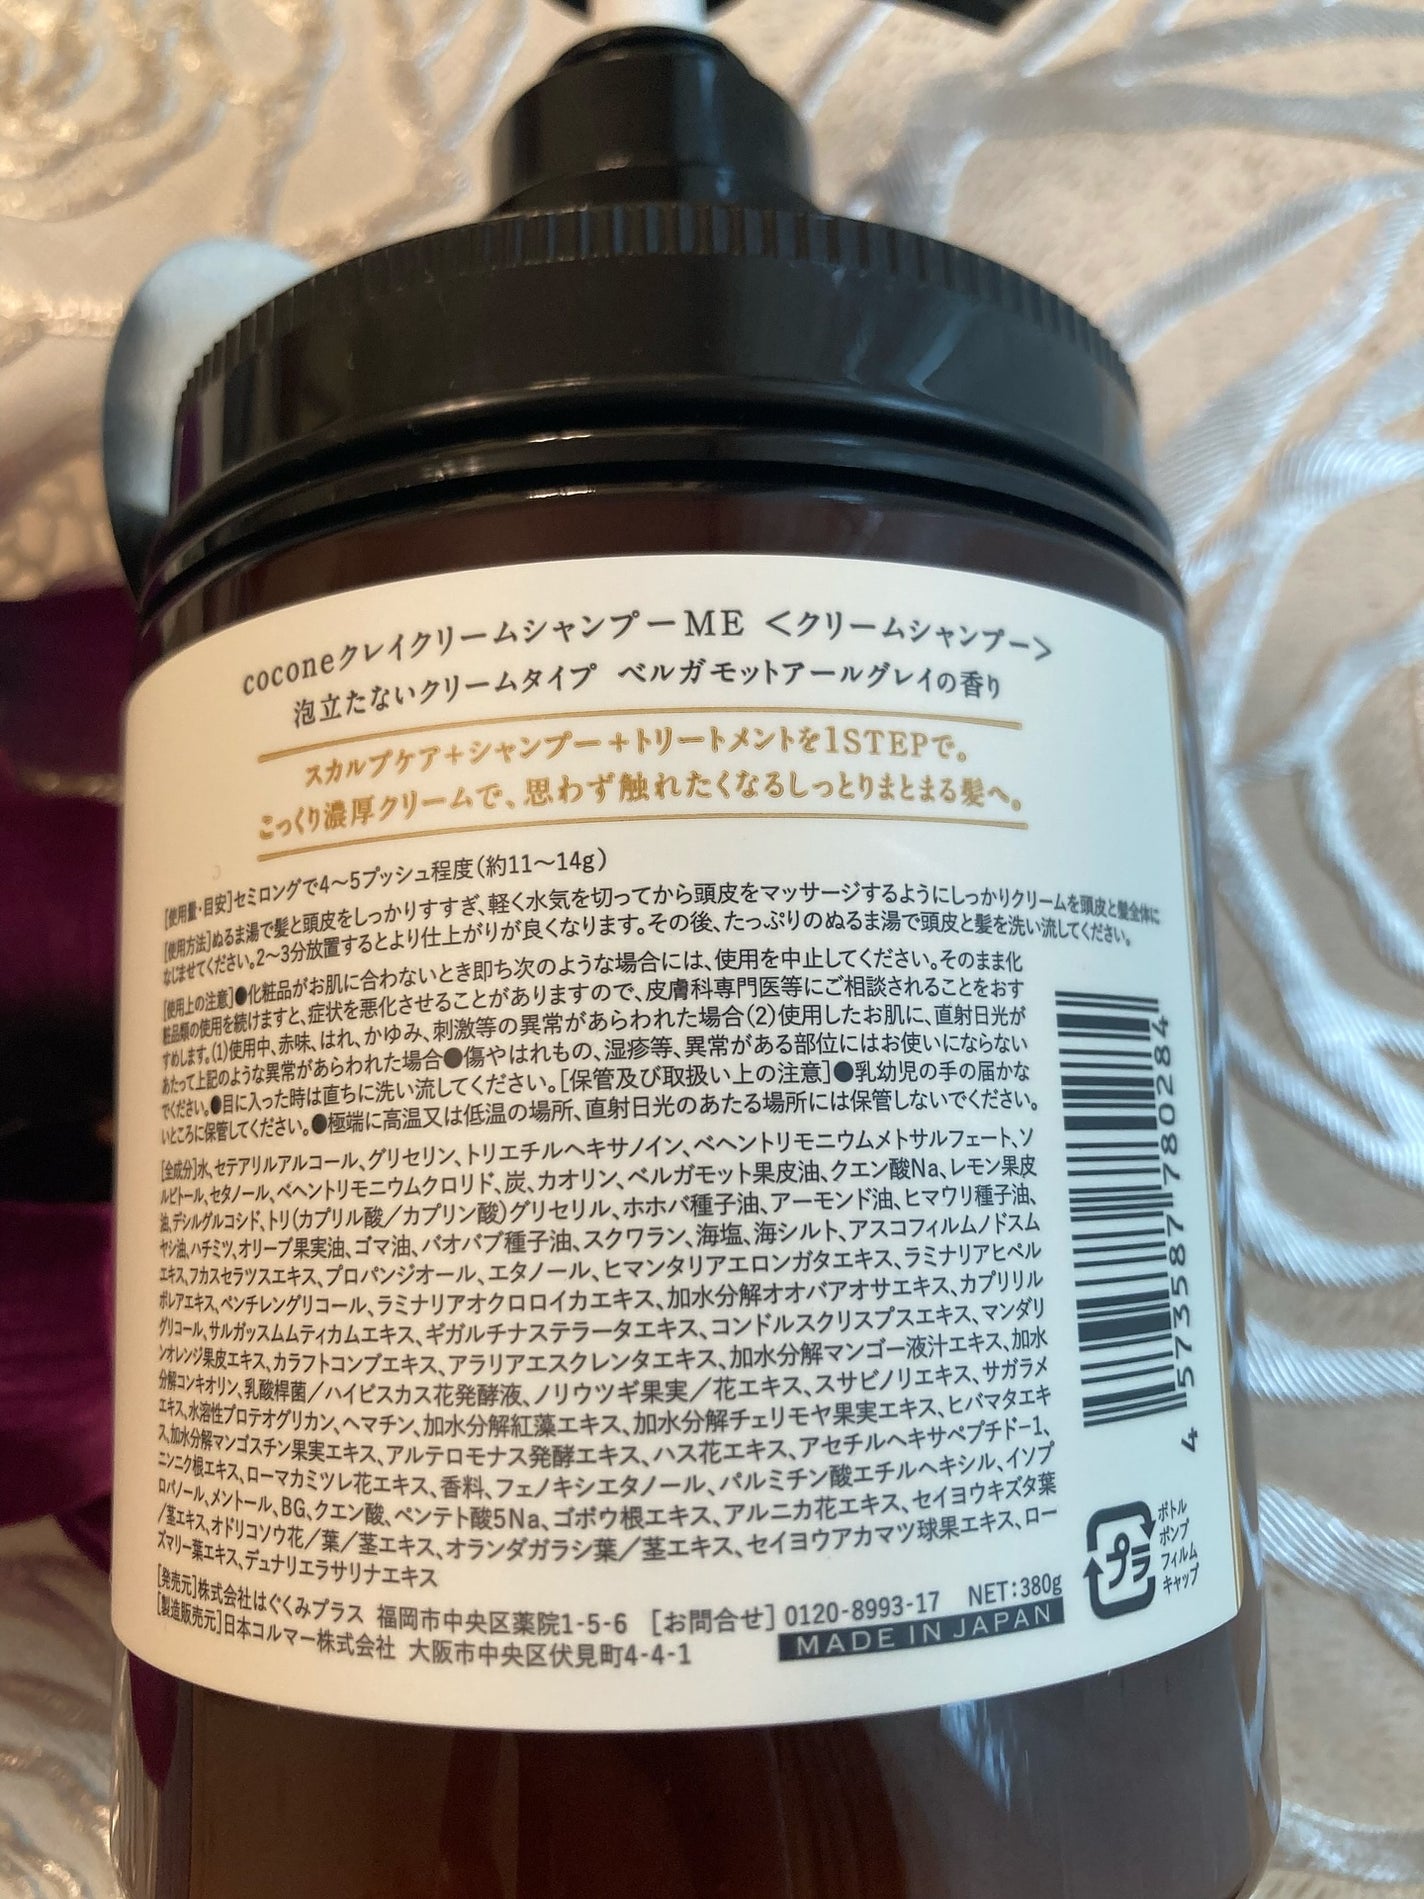 coconeクレイクリームシャンプーME ＜クリームシャンプー＞
泡立たないクリームタイプ ベルガモットアールグレイの香り
スカルプケア＋シャンプー＋トリートメントを1STEPで。
こっくり濃厚クリームで、思わず触れたくなるしっとりまとまる髪へ。
[使用量・目安]セミロングで4〜5プッシュ程度(約11〜14g)
[使用方法]ぬるま湯で髪と頭皮をしっかりすすぎ、軽く水気を切ってから頭皮をマッサージするようにしっかりクリームを頭皮と髪全体に
なじませてください。2〜3分放置するとより仕上がりが良くなります。その後、たっぷりのぬるま湯で頭皮と髪を洗い流してください。
[使用上の注意]●化粧品がお肌に合わないとき即ち次のような場合には、使用を中止してください。そのまま化
粧品類の使用を続けますと、症状を悪化させることがありますので、皮膚科専門医等にご相談されることをおす
すめします。(1)使用中、赤味、はれ、かゆみ、刺激等の異常があらわれた場合(2)使用したお肌に、直射日光が
あたって上記のような異常があらわれた場合●傷やはれもの、湿疹等、異常がある部位にはお使いにならない
でください。●目に入った時は直ちに洗い流してください。[保管及び取扱い上の注意]●乳幼児の手の届かな
いところに保管してください。●極端に高温又は低温の場所、直射日光のあたる場所には保管しないでください。
[全成分]水、セテアリルアルコール、グリセリン、トリエチルヘキサノイン、ベヘントリモニウムメトサルフェート、ソ
ルビトール、セタノール、ベヘントリモニウムクロリド、炭、カオリン、ベルガモット果皮油、クエン酸Na、レモン果皮
油、デシルグルコシド、トリ(カプリル酸／カプリン酸)グリセリル、ホホバ種子油、アーモンド油、ヒマワリ種子油、
ヤシ油、ハチミツ、オリーブ果実油、ゴマ油、バオバブ種子油、スクワラン、海塩、海シルト、アスコフィルムノドスム
エキス、フカスセラツスエキス、プロパンジオール、エタノール、ヒマンタリアエロンガタエキス、ラミナリアヒペル
ボレアエキス、ペンチレングリコール、ラミナリアオクロロイカエキス、加水分解オオバアオサエキス、カプリリル
グリコール、サルガッスムムティカムエキス、ギガルチナステラータエキス、コンドルスクリスプスエキス、マンダリ
ンオレンジ果皮エキス、カラフトコンブエキス、アラリアエスクレンタエキス、加水分解マンゴー液汁エキス、加水
分解コンキオリン、乳酸桿菌／ハイビスカス花発酵液、ノリウツギ果実／花エキス、スサビノリエキス、サガラメ
エキス、水溶性プロテオグリカン、ヘマチン、加水分解紅藻エキス、加水分解チェリモヤ果実エキス、ヒバマタエキ
ス、加水分解マンゴスチン果実エキス、アルテロモナス発酵エキス、ハス花エキス、アセチルヘキサペプチド-1、
ニンニク根エキス、ローマカミツレ花エキス、香料、フェノキシエタノール、パルミチン酸エチルヘキシル、イソプ
ロパノール、メントール、BG、クエン酸、ペンテト酸5Na、ゴボウ根エキス、アルニカ花エキス、セイヨウキズタ葉
／茎エキス、オドリコソウ花／葉／茎エキス、オランダガラシ葉／茎エキス、セイヨウアカマツ球果エキス、ロー
ズマリー葉エキス、デュナリエラサリナエキス
[発売元]株式会社はぐくみプラス 福岡市中央区薬院1-5-6 [お問合せ]0120-8993-17 NET:380g
[製造販売元]日本コルマー株式会社 大阪市中央区伏見町4-4-1 MADE IN JAPAN
4 573587 780284
プラ
ボトル
ポンプ
フィルム
キャップ